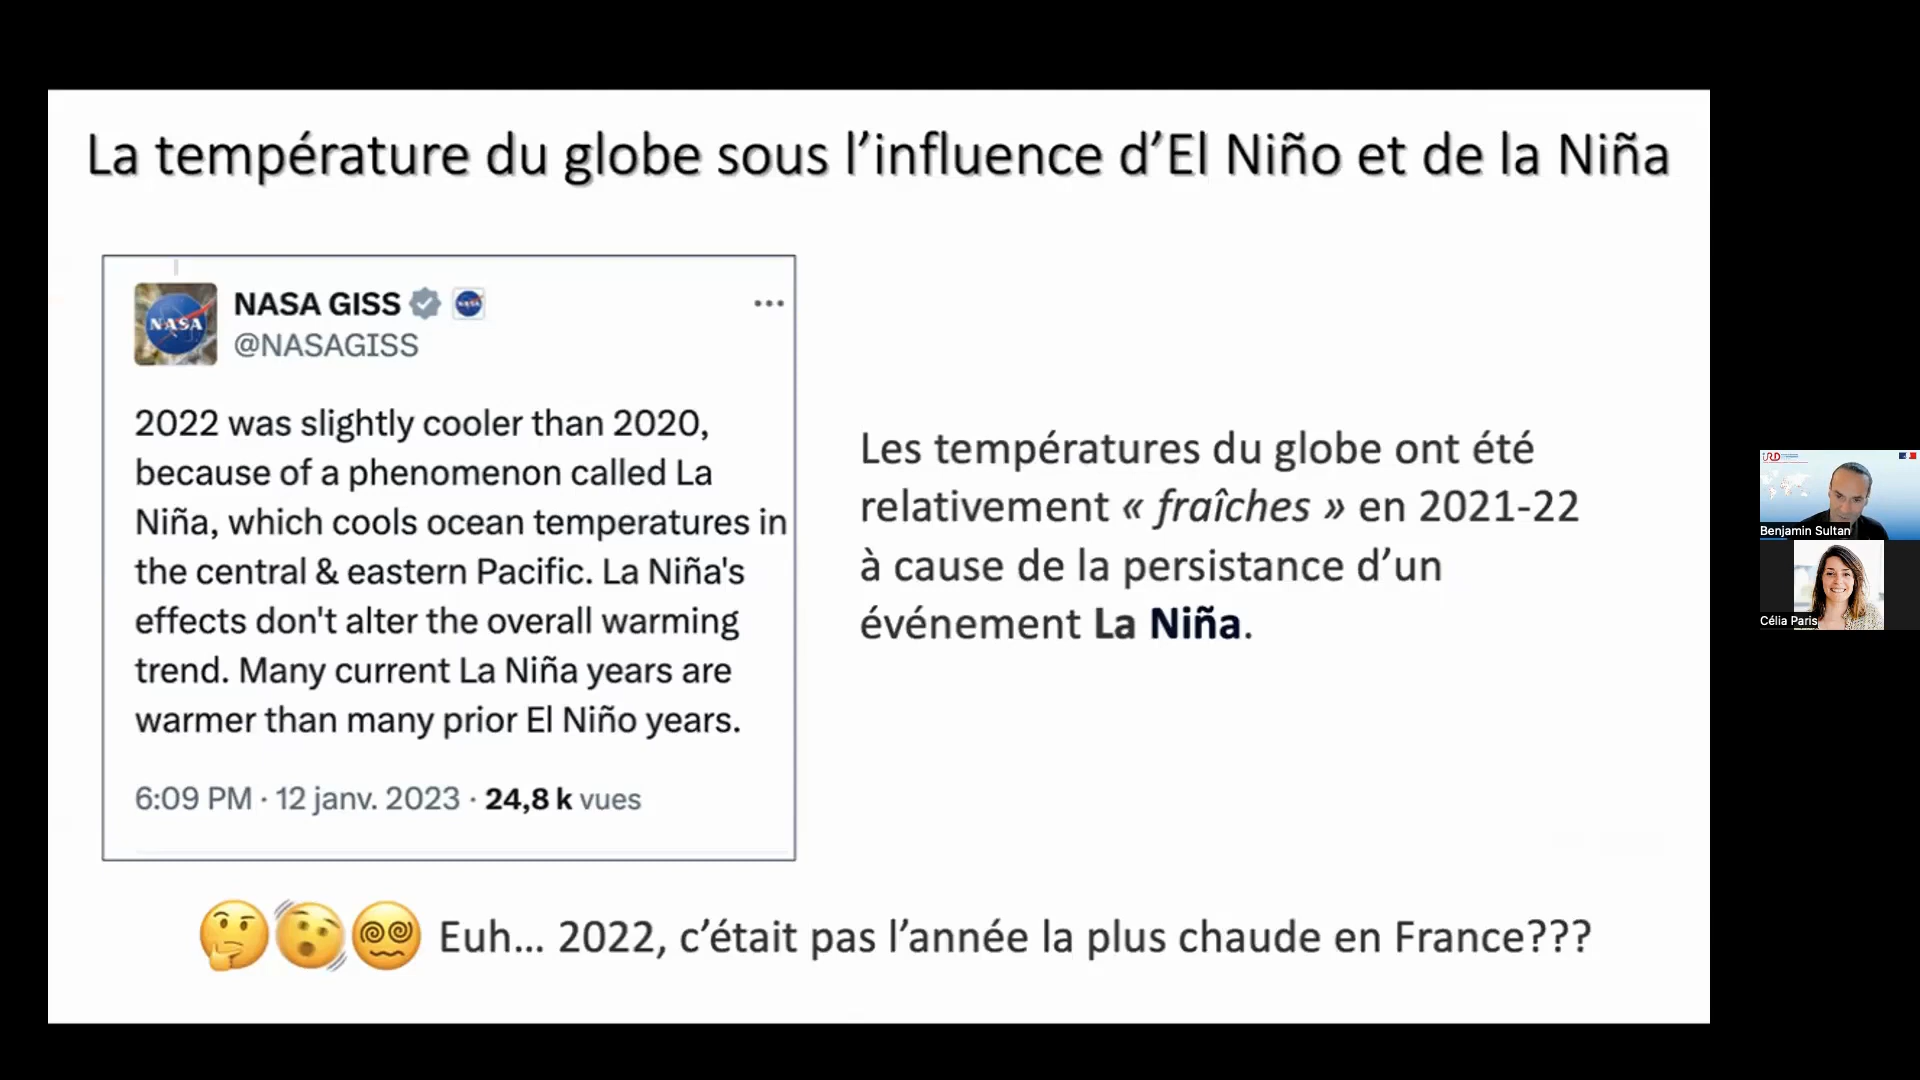 La température du globe sous l’influence d’El Niño et de la Niña
NASA GISS
@NASAGISS
2022 was slightly cooler than 2020,
because of a phenomenon called La
Niña, which cools ocean temperatures in
the central & eastern Pacific. La Niña's
effects don't alter the overall warming
trend. Many current La Niña years are
warmer than many prior El Niño years.
6:09 PM · 12 janv. 2023 · 24,8 k vues
Les températures du globe ont été
relativement « fraîches » en 2021-22
à cause de la persistance d’un
événement La Niña.
Euh... 2022, c’était pas l’année la plus chaude en France???
NASA
IRD
Benjamin Sultan
Célia Paris